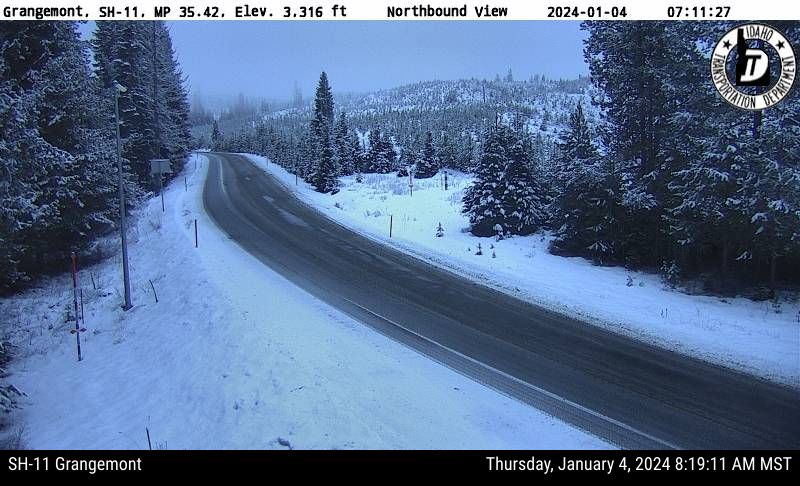 Grangemont, SH-11, MP 35.42, Elev. 3,316 ft Northbound View 2024-01-04 07:11:27
IDAHO
TRANSPORTATION DEPARTMENT
SH-11 Grangemont Thursday, January 4, 2024 8:19:11 AM MST